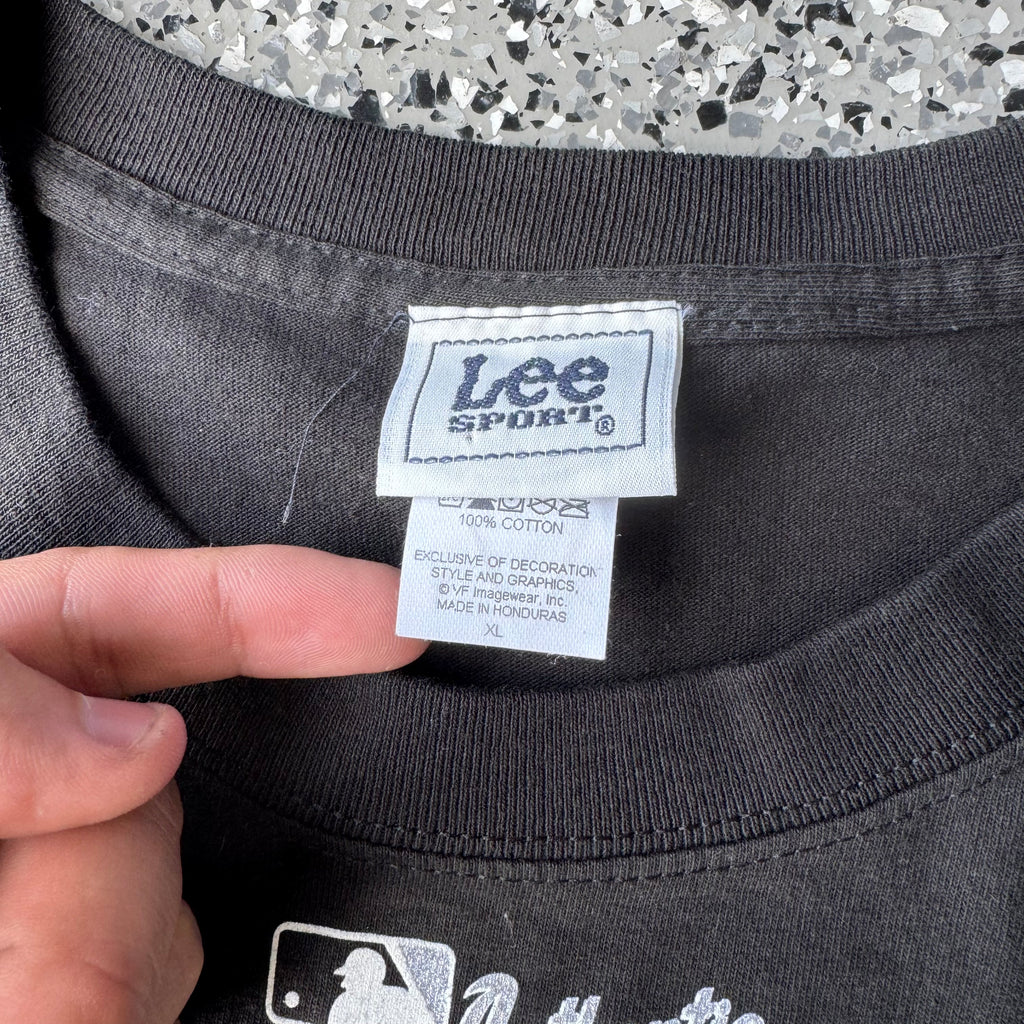 Lee
SPORT®
100% COTTON
EXCLUSIVE OF DECORATION
STYLE AND GRAPHICS,
© VF Imagewear, Inc.
MADE IN HONDURAS
XL